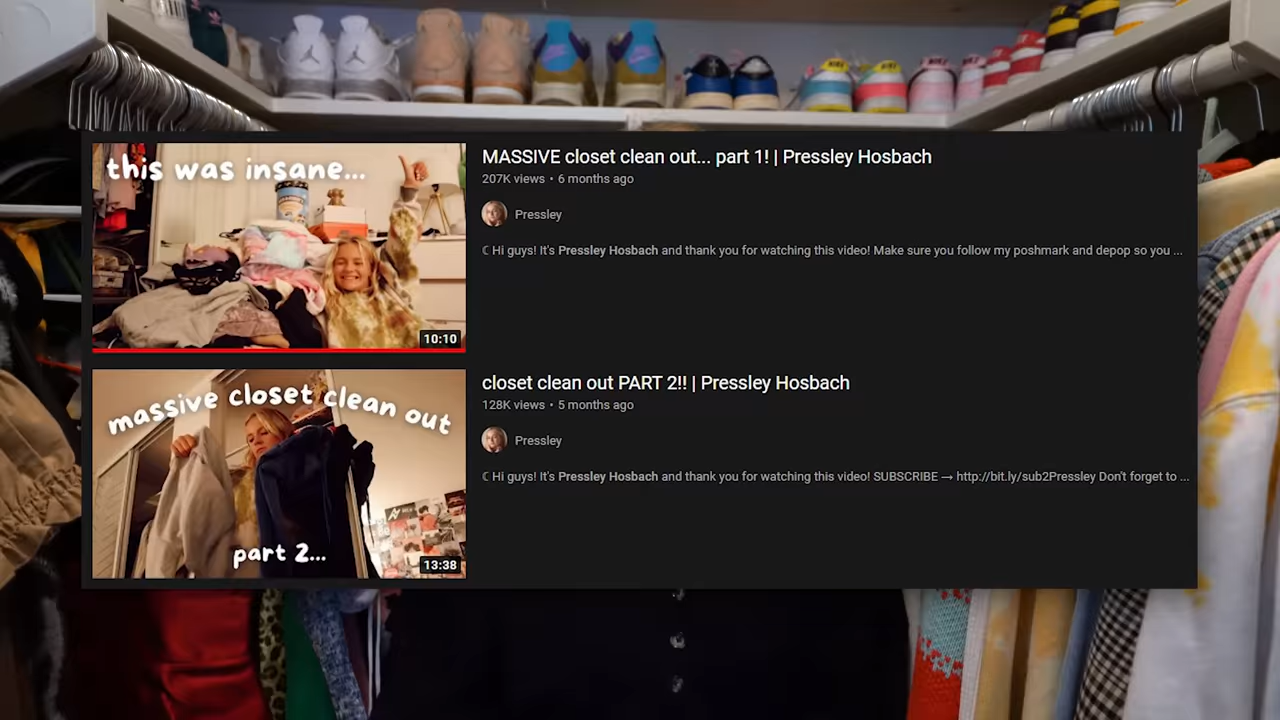 this was insane...
10:10
MASSIVE closet clean out... part 1! | Pressley Hosbach
207K views • 6 months ago
Pressley
☾Hi guys! It's Pressley Hosbach and thank you for watching this video! Make sure you follow my poshmark and depop so you ...
massive closet clean out
part 2...
13:38
closet clean out PART 2!! | Pressley Hosbach
128K views • 5 months ago
Pressley
☾Hi guys! It's Pressley Hosbach and thank you for watching this video! SUBSCRIBE → http://bit.ly/sub2Pressley Don't forget to ...